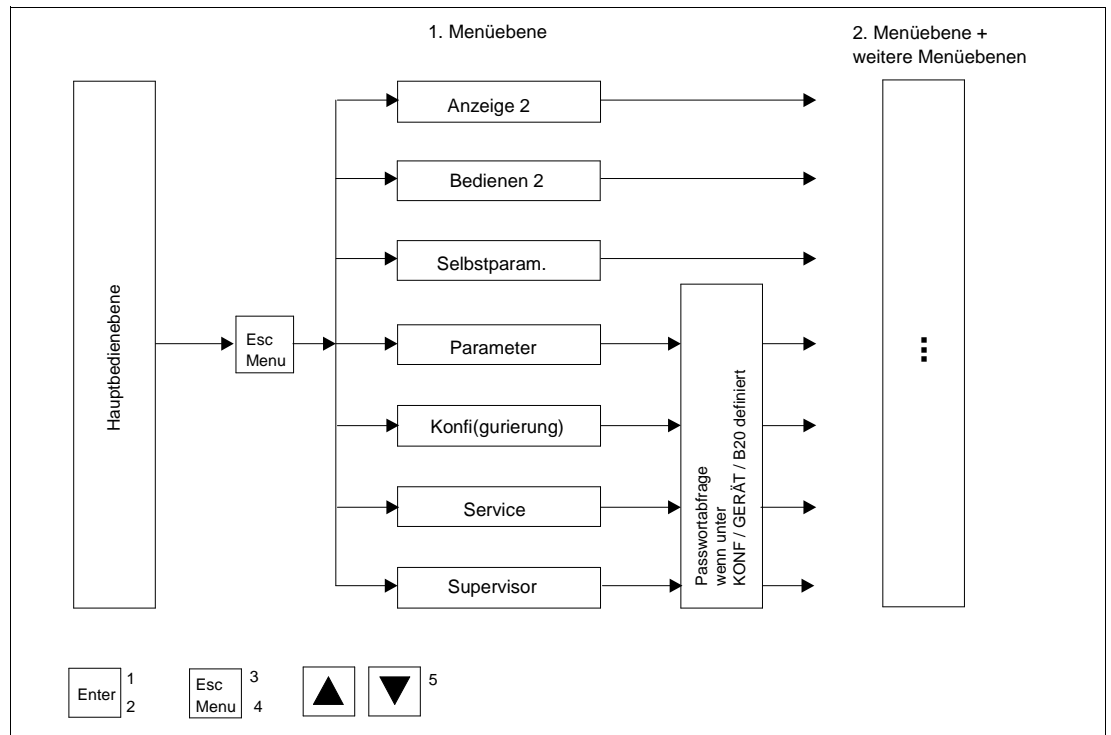 1. Menüebene
2. Menüebene +
weitere Menüebenen
Hauptbedienebene
Esc
Menu
Anzeige 2
Bedienen 2
Selbstparam.
Parameter
Konfi(gurierung)
Service
Supervisor
Passwortabfrage
wenn unter
KONF / GERÄT / B20 definiert
...
Enter
1
2
Esc
Menu
3
4
5